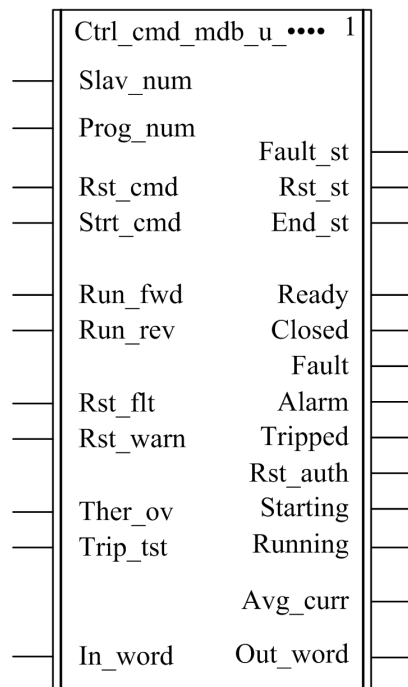 Ctrl_cmd_mdb_u_•••• 1
Slav_num
Prog_num
Fault_st
Rst_cmd Rst_st
Strt_cmd End_st
Run_fwd Ready
Run_rev Closed
Fault
Rst_flt Alarm
Rst_warn Tripped
Rst_auth
Ther_ov Starting
Trip_tst Running
Avg_curr
In_word Out_word